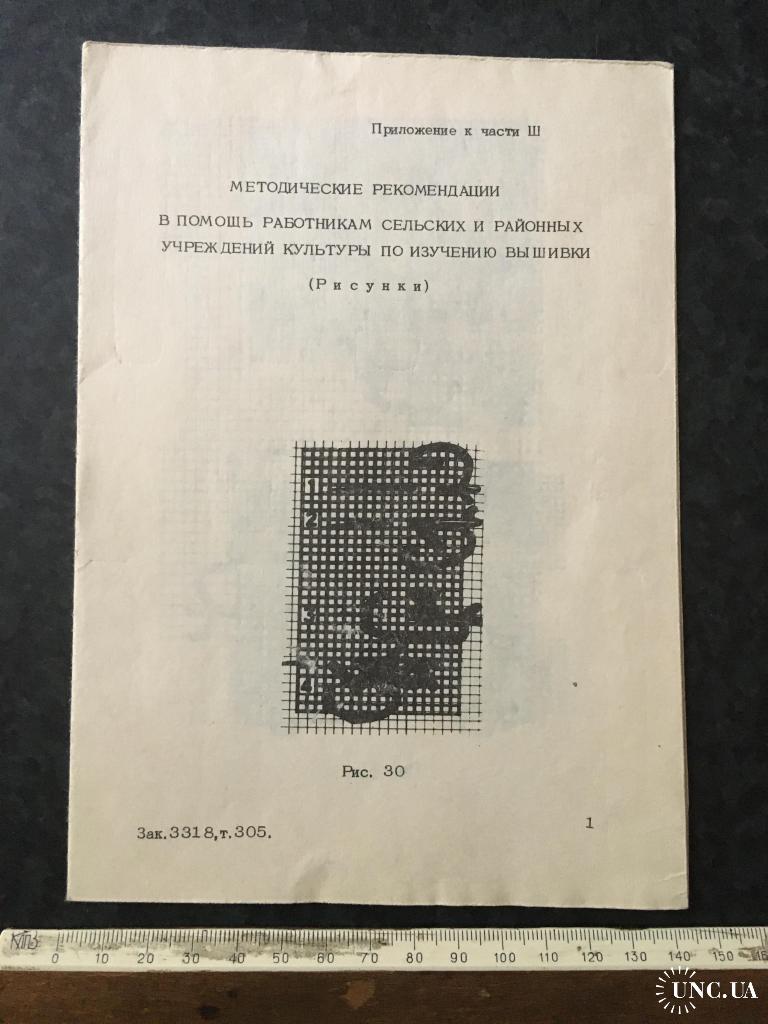 Приложение к части Ш
МЕТОДИЧЕСКИЕ РЕКОМЕНДАЦИИ
В ПОМОЩЬ РАБОТНИКАМ СЕЛЬСКИХ И РАЙОННЫХ
УЧРЕЖДЕНИЙ КУЛЬТУРЫ ПО ИЗУЧЕНИЮ ВЫШИВКИ
(Рисунки)
1
2
3
4
Рис. 30
Зак.3318,т.305.
1
0 10 20 30 40 50 60 70 80 90 100 110 120 130 140 150
UNC.UA